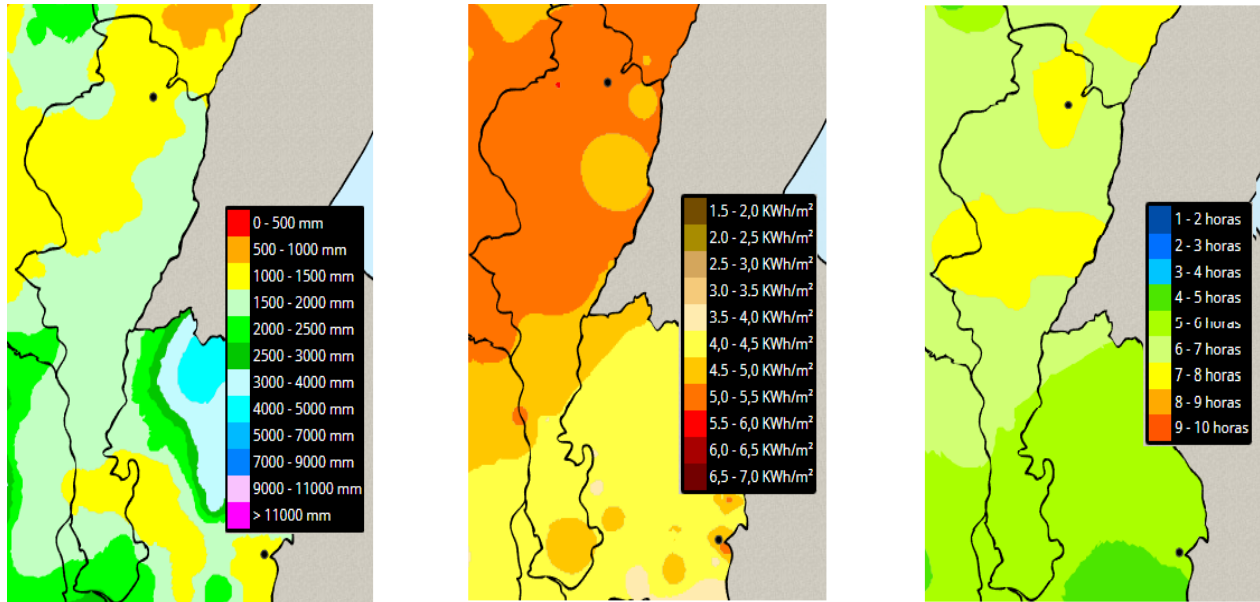 0 - 500 mm
500 - 1000 mm
1000 - 1500 mm
1500 - 2000 mm
2000 - 2500 mm
2500 - 3000 mm
3000 - 4000 mm
4000 - 5000 mm
5000 - 7000 mm
7000 - 9000 mm
9000 - 11000 mm
> 11000 mm
1.5 - 2,0 KWh/m²
2.0 - 2,5 KWh/m²
2.5 - 3,0 KWh/m²
3.0 - 3.5 KWh/m²
3.5 - 4,0 KWh/m²
4,0 - 4,5 KWh/m²
4.5 - 5,0 KWh/m²
5,0 - 5,5 KWh/m²
5.5 - 6,0 KWh/m²
6,0 - 6,5 KWh/m²
6,5 - 7,0 KWh/m²
1 - 2 horas
2 - 3 horas
3 - 4 horas
4 - 5 horas
5 - 6 horas
6 - 7 horas
7 - 8 horas
8 - 9 horas
9 - 10 horas